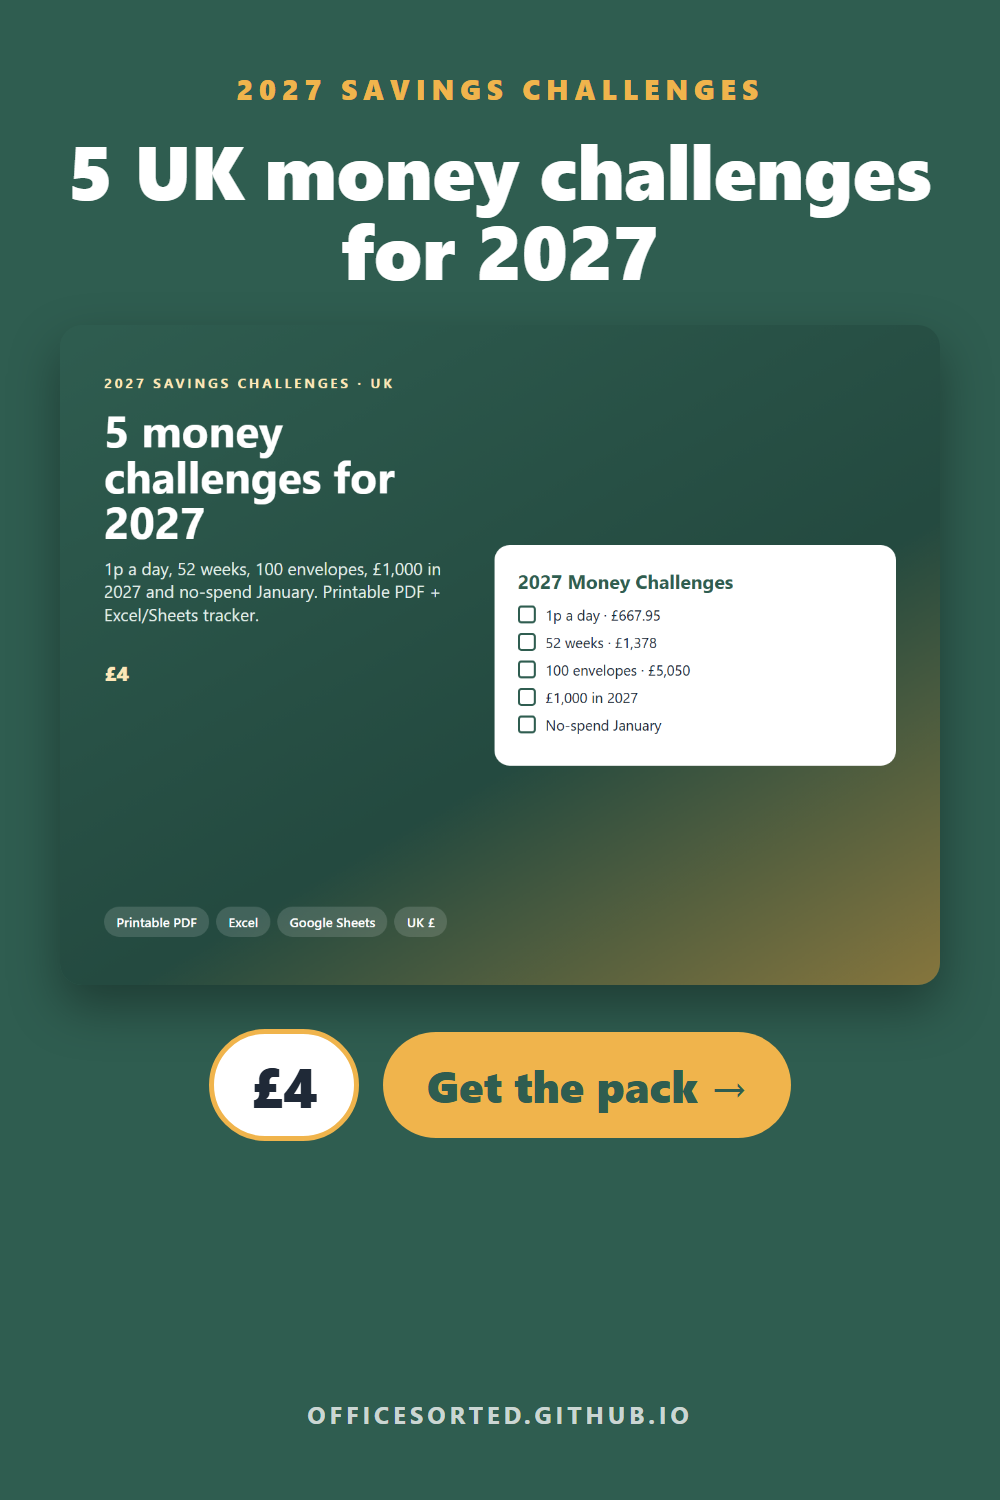 2027 SAVINGS CHALLENGES
5 UK money challenges
for 2027
2027 SAVINGS CHALLENGES · UK
5 money
challenges for
2027
1p a day, 52 weeks, 100 envelopes, £1,000 in
2027 and no-spend January. Printable PDF +
Excel/Sheets tracker.
£4
2027 Money Challenges
1p a day · £667.95
52 weeks · £1,378
100 envelopes · £5,050
£1,000 in 2027
No-spend January
Printable PDF Excel Google Sheets UK £
£4 Get the pack →
OFFICESORTED.GITHUB.IO